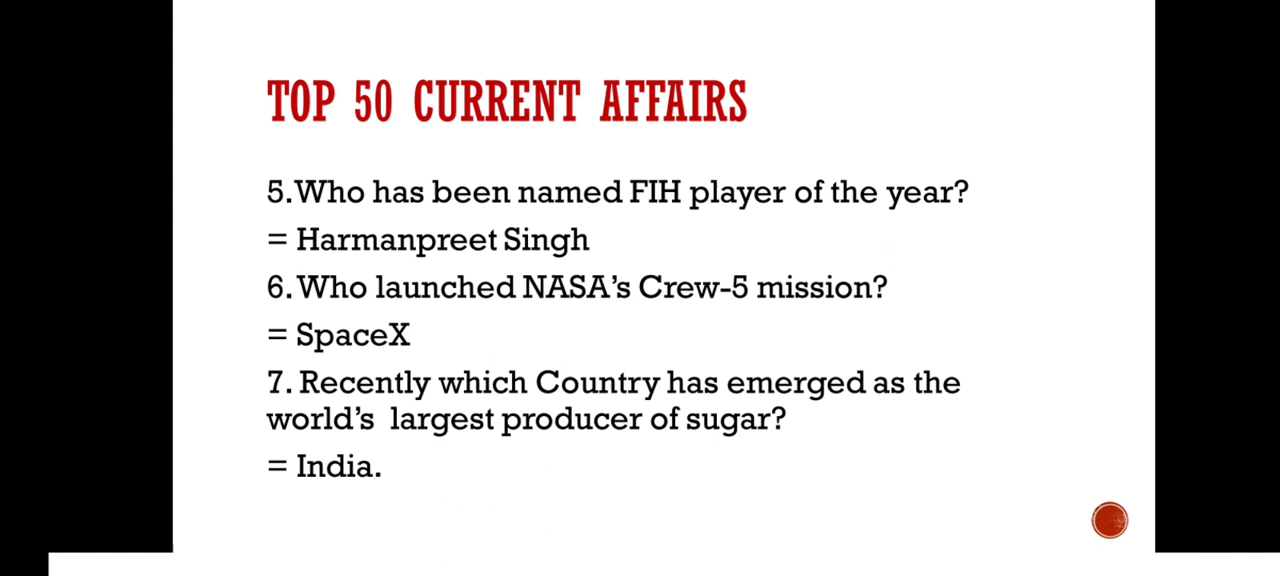 TOP 50 CURRENT AFFAIRS
5.Who has been named FIH player of the year?
= Harmanpreet Singh
6.Who launched NASA's Crew-5 mission?
= SpaceX
7. Recently which Country has emerged as the
world's largest producer of sugar?
= India.